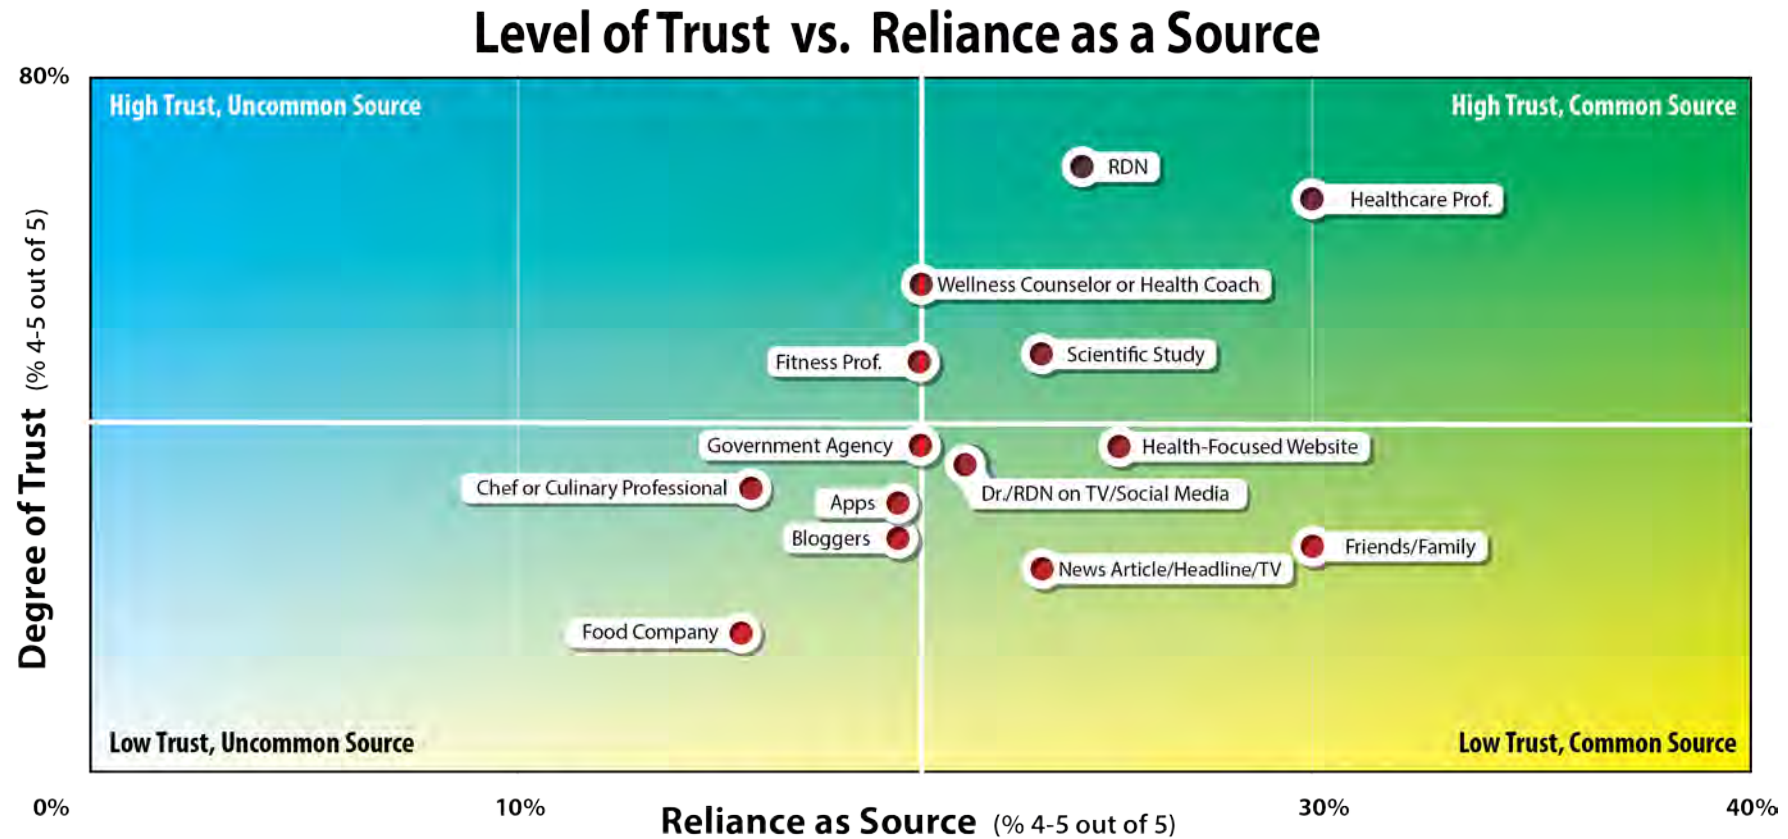 Level of Trust vs. Reliance as a Source
80%
High Trust, Uncommon Source
High Trust, Common Source
RDN
Healthcare Prof.
Wellness Counselor or Health Coach
Scientific Study
Fitness Prof.
Degree of Trust (% 4-5 out of 5)
Government Agency
Health-Focused Website
Chef or Culinary Professional
Dr./RDN on TV/Social Media
Apps
Bloggers
Friends/Family
News Article/Headline/TV
Food Company
Low Trust, Uncommon Source
Low Trust, Common Source
0%
10%
30%
40%
Reliance as Source (% 4-5 out of 5)